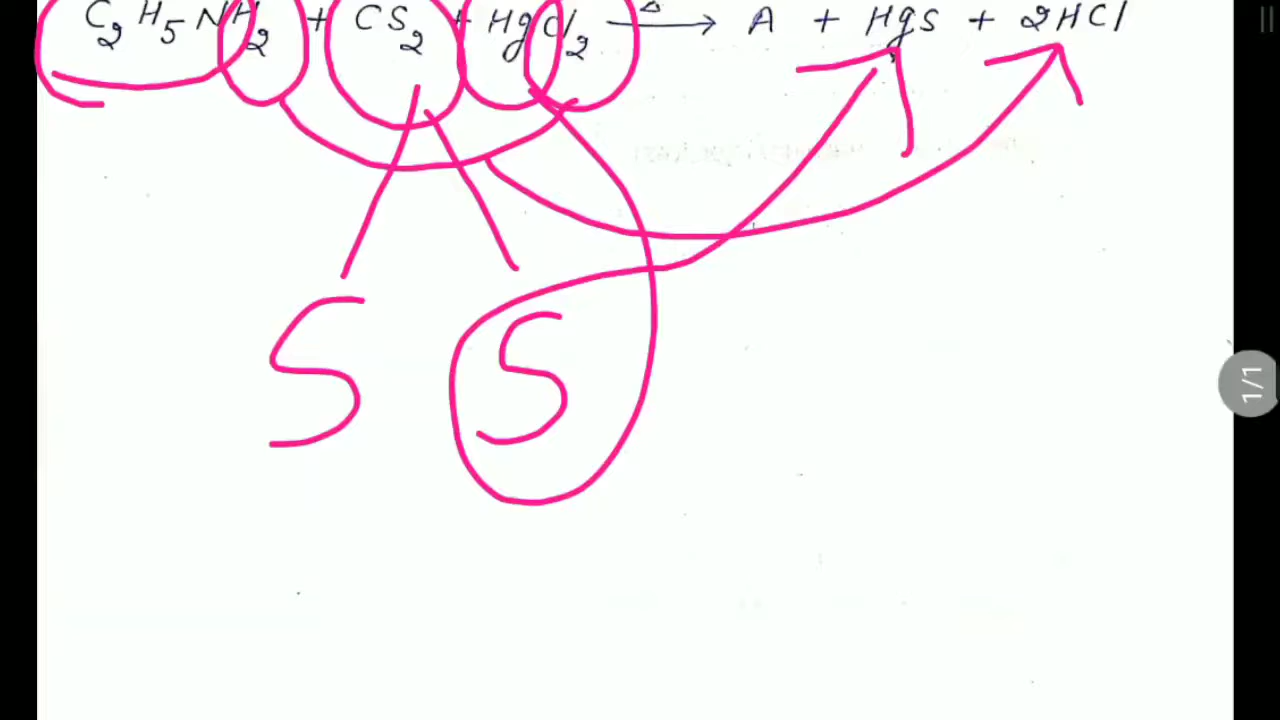 C₂H₅NH₂ + CS₂ + HgCl₂ —Δ→ A + HgS + 2HCl
S S
1/1